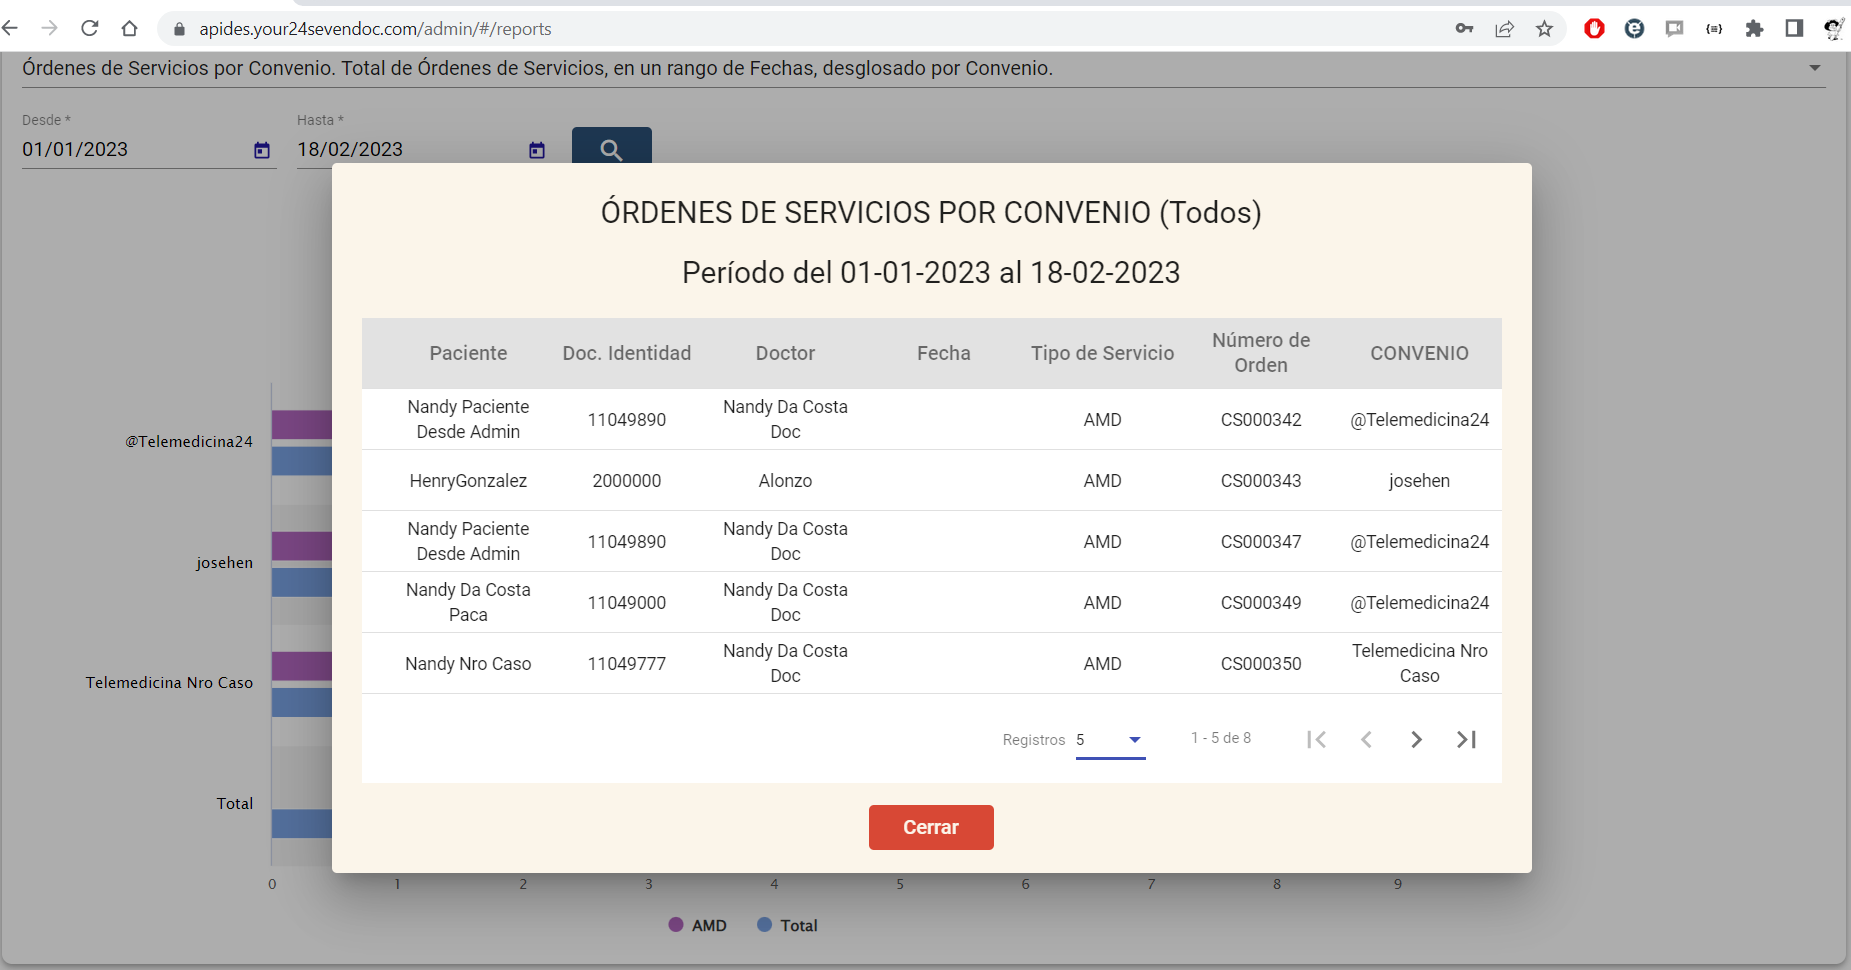 apides.your24sevendoc.com/admin/#/reports
Órdenes de Servicios por Convenio. Total de Órdenes de Servicios, en un rango de Fechas, desglosado por Convenio.
Desde * Hasta *
01/01/2023 18/02/2023
ÓRDENES DE SERVICIOS POR CONVENIO (Todos)
Período del 01-01-2023 al 18-02-2023
Paciente Doc. Identidad Doctor Fecha Tipo de Servicio Número de Orden CONVENIO
Nandy Paciente Desde Admin 11049890 Nandy Da Costa Doc AMD CS000342 @Telemedicina24
HenryGonzalez 2000000 Alonzo AMD CS000343 josehen
Nandy Paciente Desde Admin 11049890 Nandy Da Costa Doc AMD CS000347 @Telemedicina24
Nandy Da Costa Paca 11049000 Nandy Da Costa Doc AMD CS000349 @Telemedicina24
Nandy Nro Caso 11049777 Nandy Da Costa Doc AMD CS000350 Telemedicina Nro Caso
Registros 5 1 - 5 de 8
Cerrar
@Telemedicina24
josehen
Telemedicina Nro Caso
Total
0 1 2 3 4 5 6 7 8 9
AMD Total